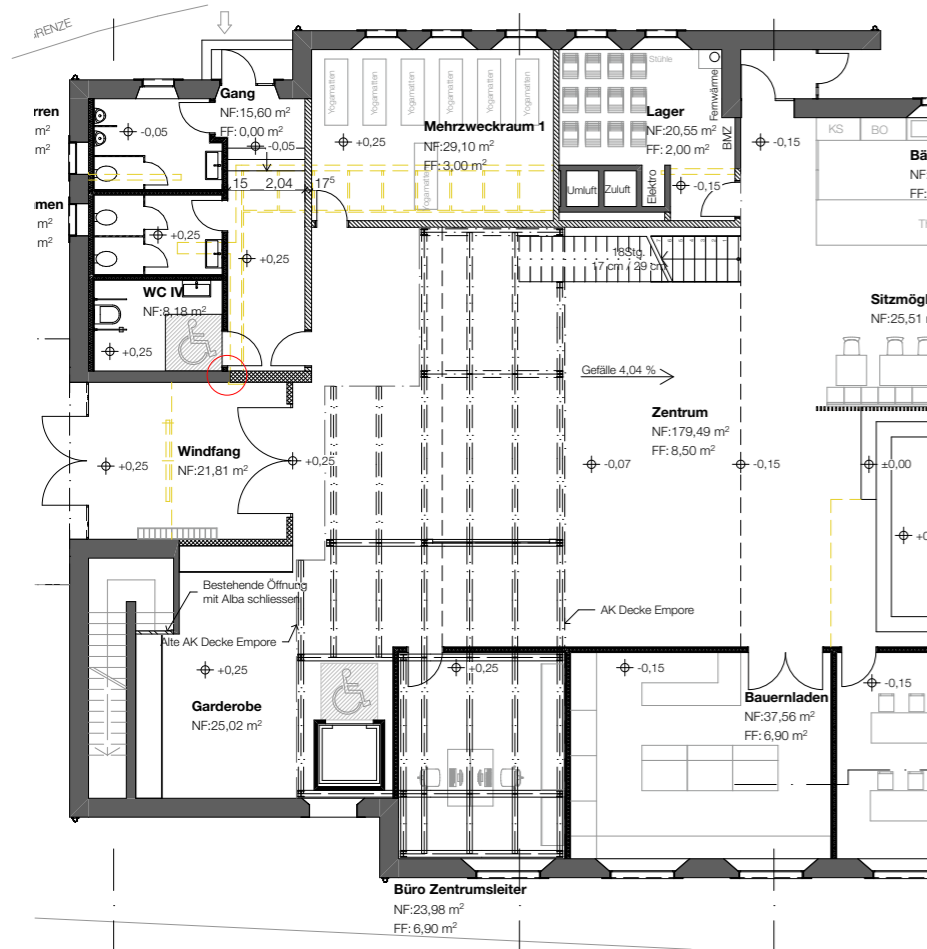 Gang
NF:15,60 m²
FF: 0,00 m²
-0,05
-0,05
15 2,04 17⁵
+0,25
+0,25
+0,25
WC IV
NF:8,18 m²
Yogamatten
Yogamatten
Yogamatten
Yogamatten
Yogamatten
Yogamatten
Yogamatten
+0,25
Mehrzweckraum 1
NF:29,10 m²
FF: 3,00 m²
Stühle
Lager
NF:20,55 m²
FF: 2,00 m²
Fernwärme
BMZ
Elektro
Umluft
Zuluft
-0,15
-0,15
KS
BO
18Stg.
17 cm / 29 cm
Gefälle 4,04 %
NF:25,51
Zentrum
NF:179,49 m²
FF: 8,50 m²
Windfang
NF:21,81 m²
+0,25
+0,25
-0,07
-0,15
±0,00
Bestehende Öffnung
mit Alba schliessen
Alte AK Decke Empore
AK Decke Empore
+0,25
Garderobe
NF:25,02 m²
+0,25
-0,15
-0,15
Bauernladen
NF:37,56 m²
FF: 6,90 m²
Büro Zentrumsleiter
NF:23,98 m²
FF: 6,90 m²